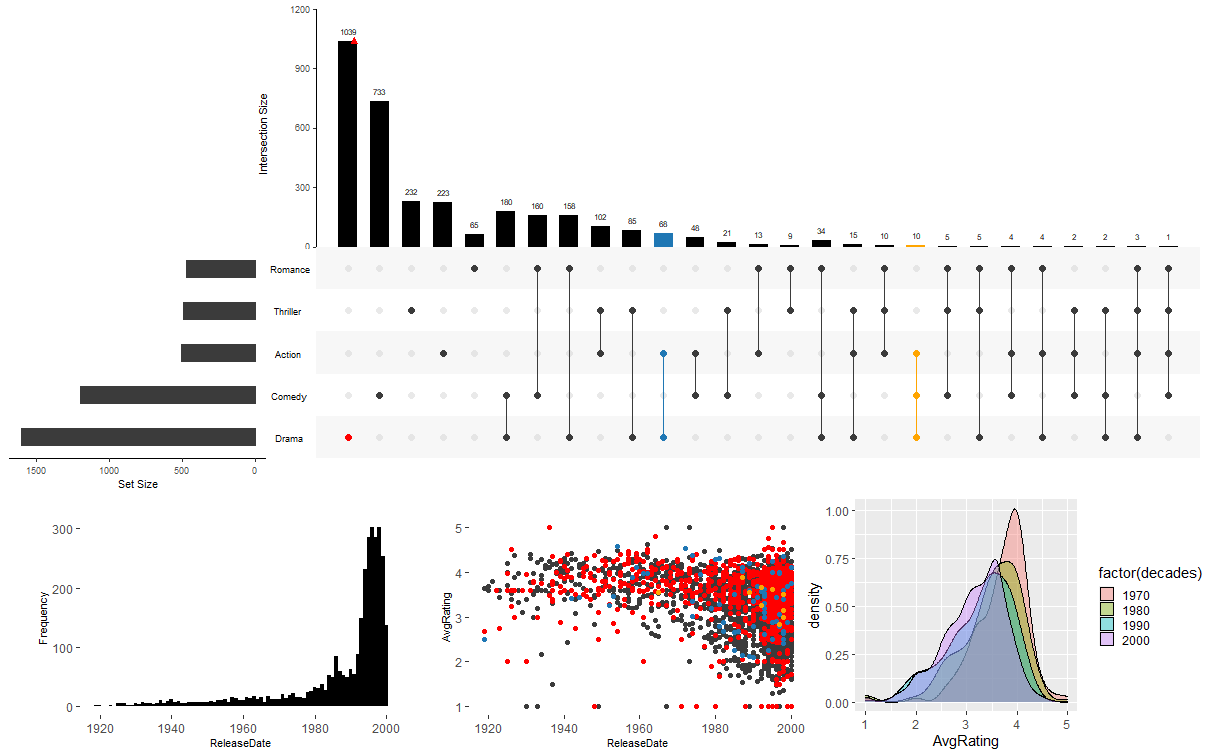 1200
900
600
300
0
Intersection Size
1039
733
232
223
65
180
160
158
102
85
68
48
21
13
9
34
15
10
10
5
5
4
4
2
2
3
1
Romance
Thriller
Action
Comedy
Drama
1500 1000 500 0
Set Size
300
200
100
0
Frequency
1920 1940 1960 1980 2000
ReleaseDate
5
4
3
2
1
AvgRating
1920 1940 1960 1980 2000
ReleaseDate
1.00
0.75
0.50
0.25
0.00
density
1 2 3 4 5
AvgRating
factor(decades)
1970
1980
1990
2000